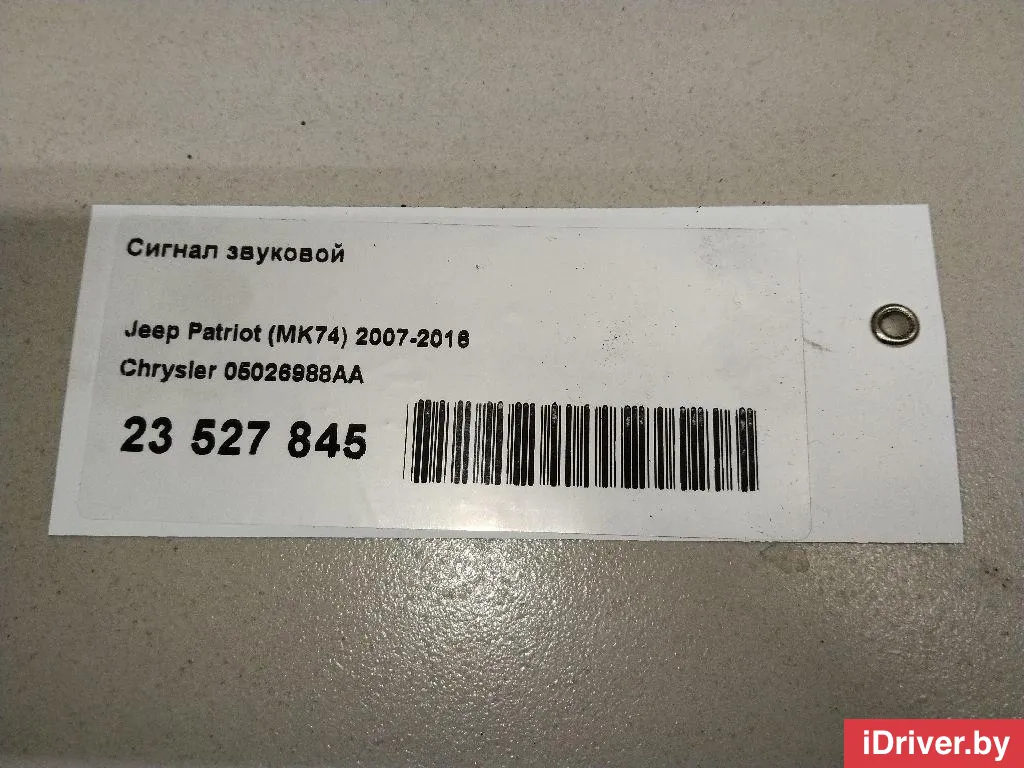 Сигнал звуковой
Jeep Patriot (MK74) 2007-2016
Chrysler 05026988AA
23 527 845
iDriver.by